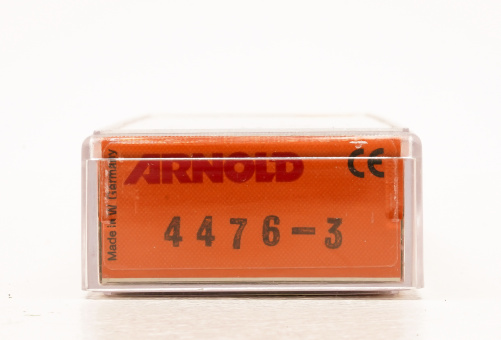 Made in W. Germany
ARNOLD
CE
4476-3